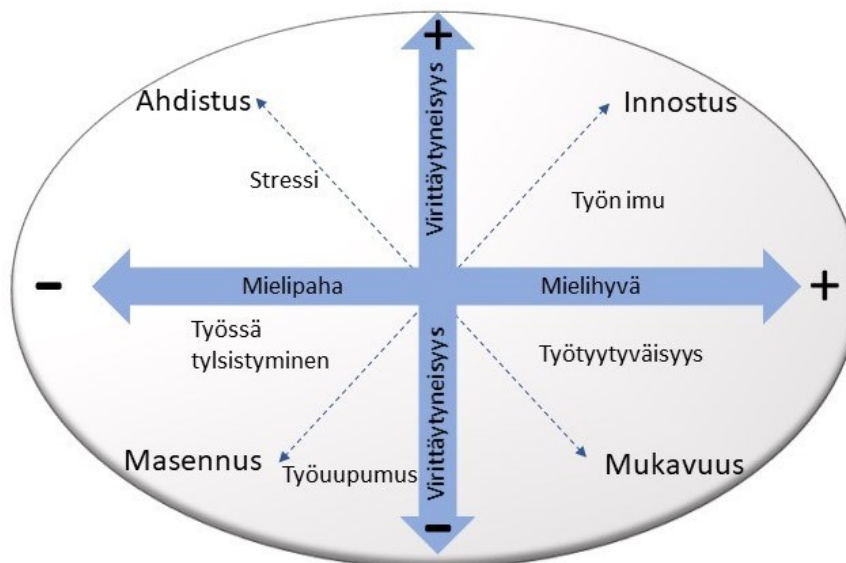 +
Ahdistus
Innostus
Virittäytyneisyys
Stressi
Työn imu
-
Mielipaha
Mielihyvä
+
Työssä
tylsistyminen
Työtyytyväisyys
Virittäytyneisyys
Masennus
Työuupumus
Mukavuus
-